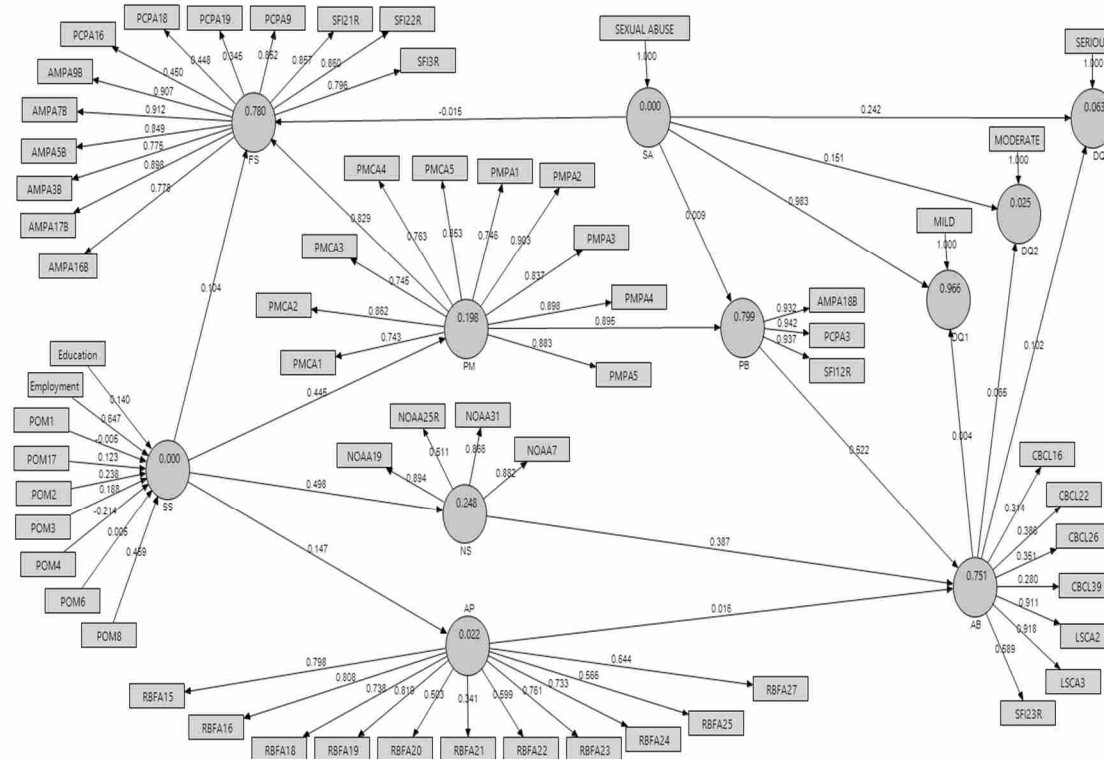 PCPA18
PCPA19
PCPA9
SFI21R
SFI22R
SEXUAL ABUSE
SERIOU
PCPA16
0.448
0.345
0.852
0.857
0.860
SFI3R
1.000
1.000
AMPA9B
0.450
0.796
0.907
0.780
0.000
0.063
AMPA7B
0.912
-0.015
0.242
0.849
FS
SA
DQ
AMPA5B
0.775
MODERATE
AMPA3B
0.898
0.151
1.000
0.778
PMCA4
PMCA5
PMPA1
PMPA2
AMPA17B
0.983
0.025
MILD
AMPA16B
0.829
0.763
0.853
0.746
0.903
0.009
1.000
DQ2
PMCA3
PMPA3
0.104
0.745
0.837
0.966
PMCA2
0.862
0.898
PMPA4
0.932
AMPA18B
0.198
0.895
0.799
0.942
PCPA3
DQ1
0.743
0.883
0.937
PMCA1
PM
PMPA5
PB
SFI12R
0.102
Education
0.445
0.065
Employment
0.140
0.647
NOAA25R
NOAA31
0.004
0.522
POM1
-0.005
NOAA19
0.511
0.866
NOAA7
CBCL16
POM17
0.123
0.000
0.894
0.882
POM2
0.238
0.498
CBCL22
0.188
SS
0.248
0.314
POM3
-0.214
0.387
0.388
CBCL26
0.005
NS
0.351
POM4
0.459
0.147
0.751
0.280
CBCL39
POM6
AP
0.016
0.911
POM8
0.022
AB
0.918
LSCA2
0.589
0.798
0.644
0.808
LSCA3
RBFA15
0.738
0.818
0.503
0.341
0.599
0.761
0.733
0.566
RBFA27
SFI23R
RBFA16
RBFA25
RBFA18
RBFA19
RBFA20
RBFA21
RBFA22
RBFA23
RBFA24